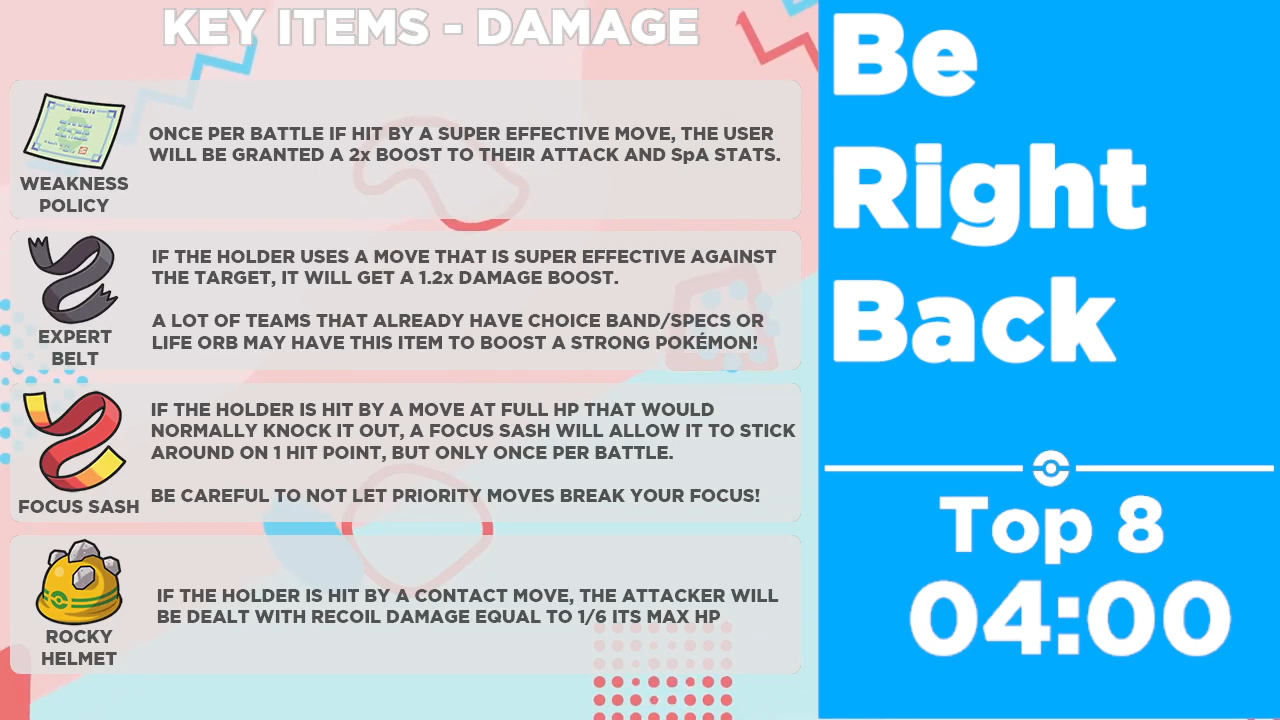 KEY ITEMS - DAMAGE
WEAKNESS
POLICY
ONCE PER BATTLE IF HIT BY A SUPER EFFECTIVE MOVE, THE USER
WILL BE GRANTED A 2x BOOST TO THEIR ATTACK AND SpA STATS.
EXPERT
BELT
IF THE HOLDER USES A MOVE THAT IS SUPER EFFECTIVE AGAINST
THE TARGET, IT WILL GET A 1.2x DAMAGE BOOST.
A LOT OF TEAMS THAT ALREADY HAVE CHOICE BAND/SPECS OR
LIFE ORB MAY HAVE THIS ITEM TO BOOST A STRONG POKÉMON!
FOCUS SASH
IF THE HOLDER IS HIT BY A MOVE AT FULL HP THAT WOULD
NORMALLY KNOCK IT OUT, A FOCUS SASH WILL ALLOW IT TO STICK
AROUND ON 1 HIT POINT, BUT ONLY ONCE PER BATTLE.
BE CAREFUL TO NOT LET PRIORITY MOVES BREAK YOUR FOCUS!
ROCKY
HELMET
IF THE HOLDER IS HIT BY A CONTACT MOVE, THE ATTACKER WILL
BE DEALT WITH RECOIL DAMAGE EQUAL TO 1/6 ITS MAX HP
Be
Right
Back
Top 8
04:00